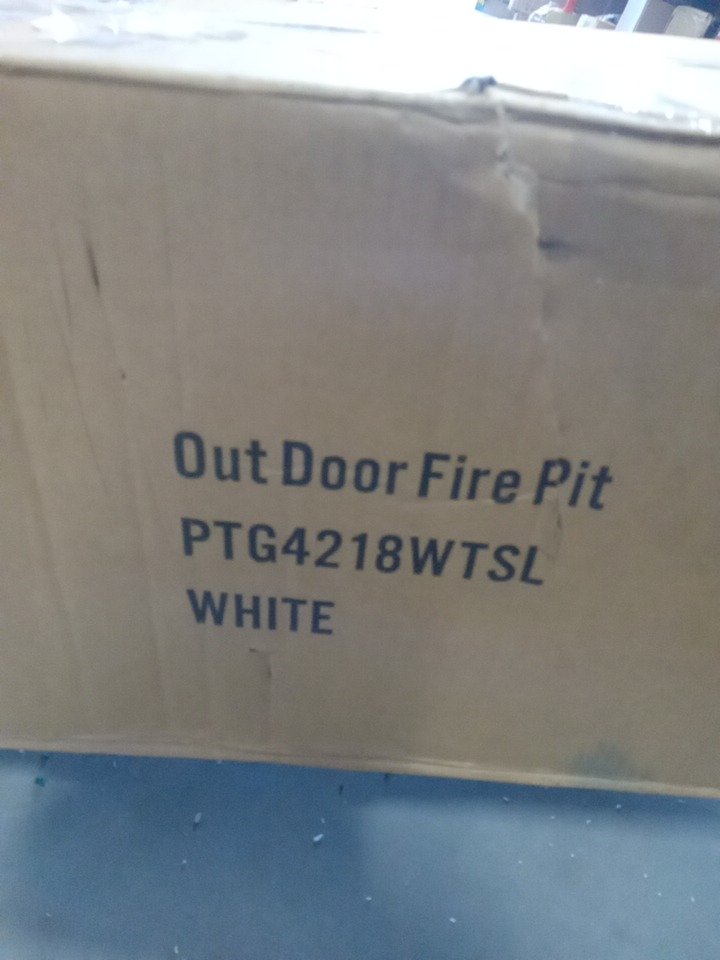 Out Door Fire Pit
PTG4218WTSL
WHITE